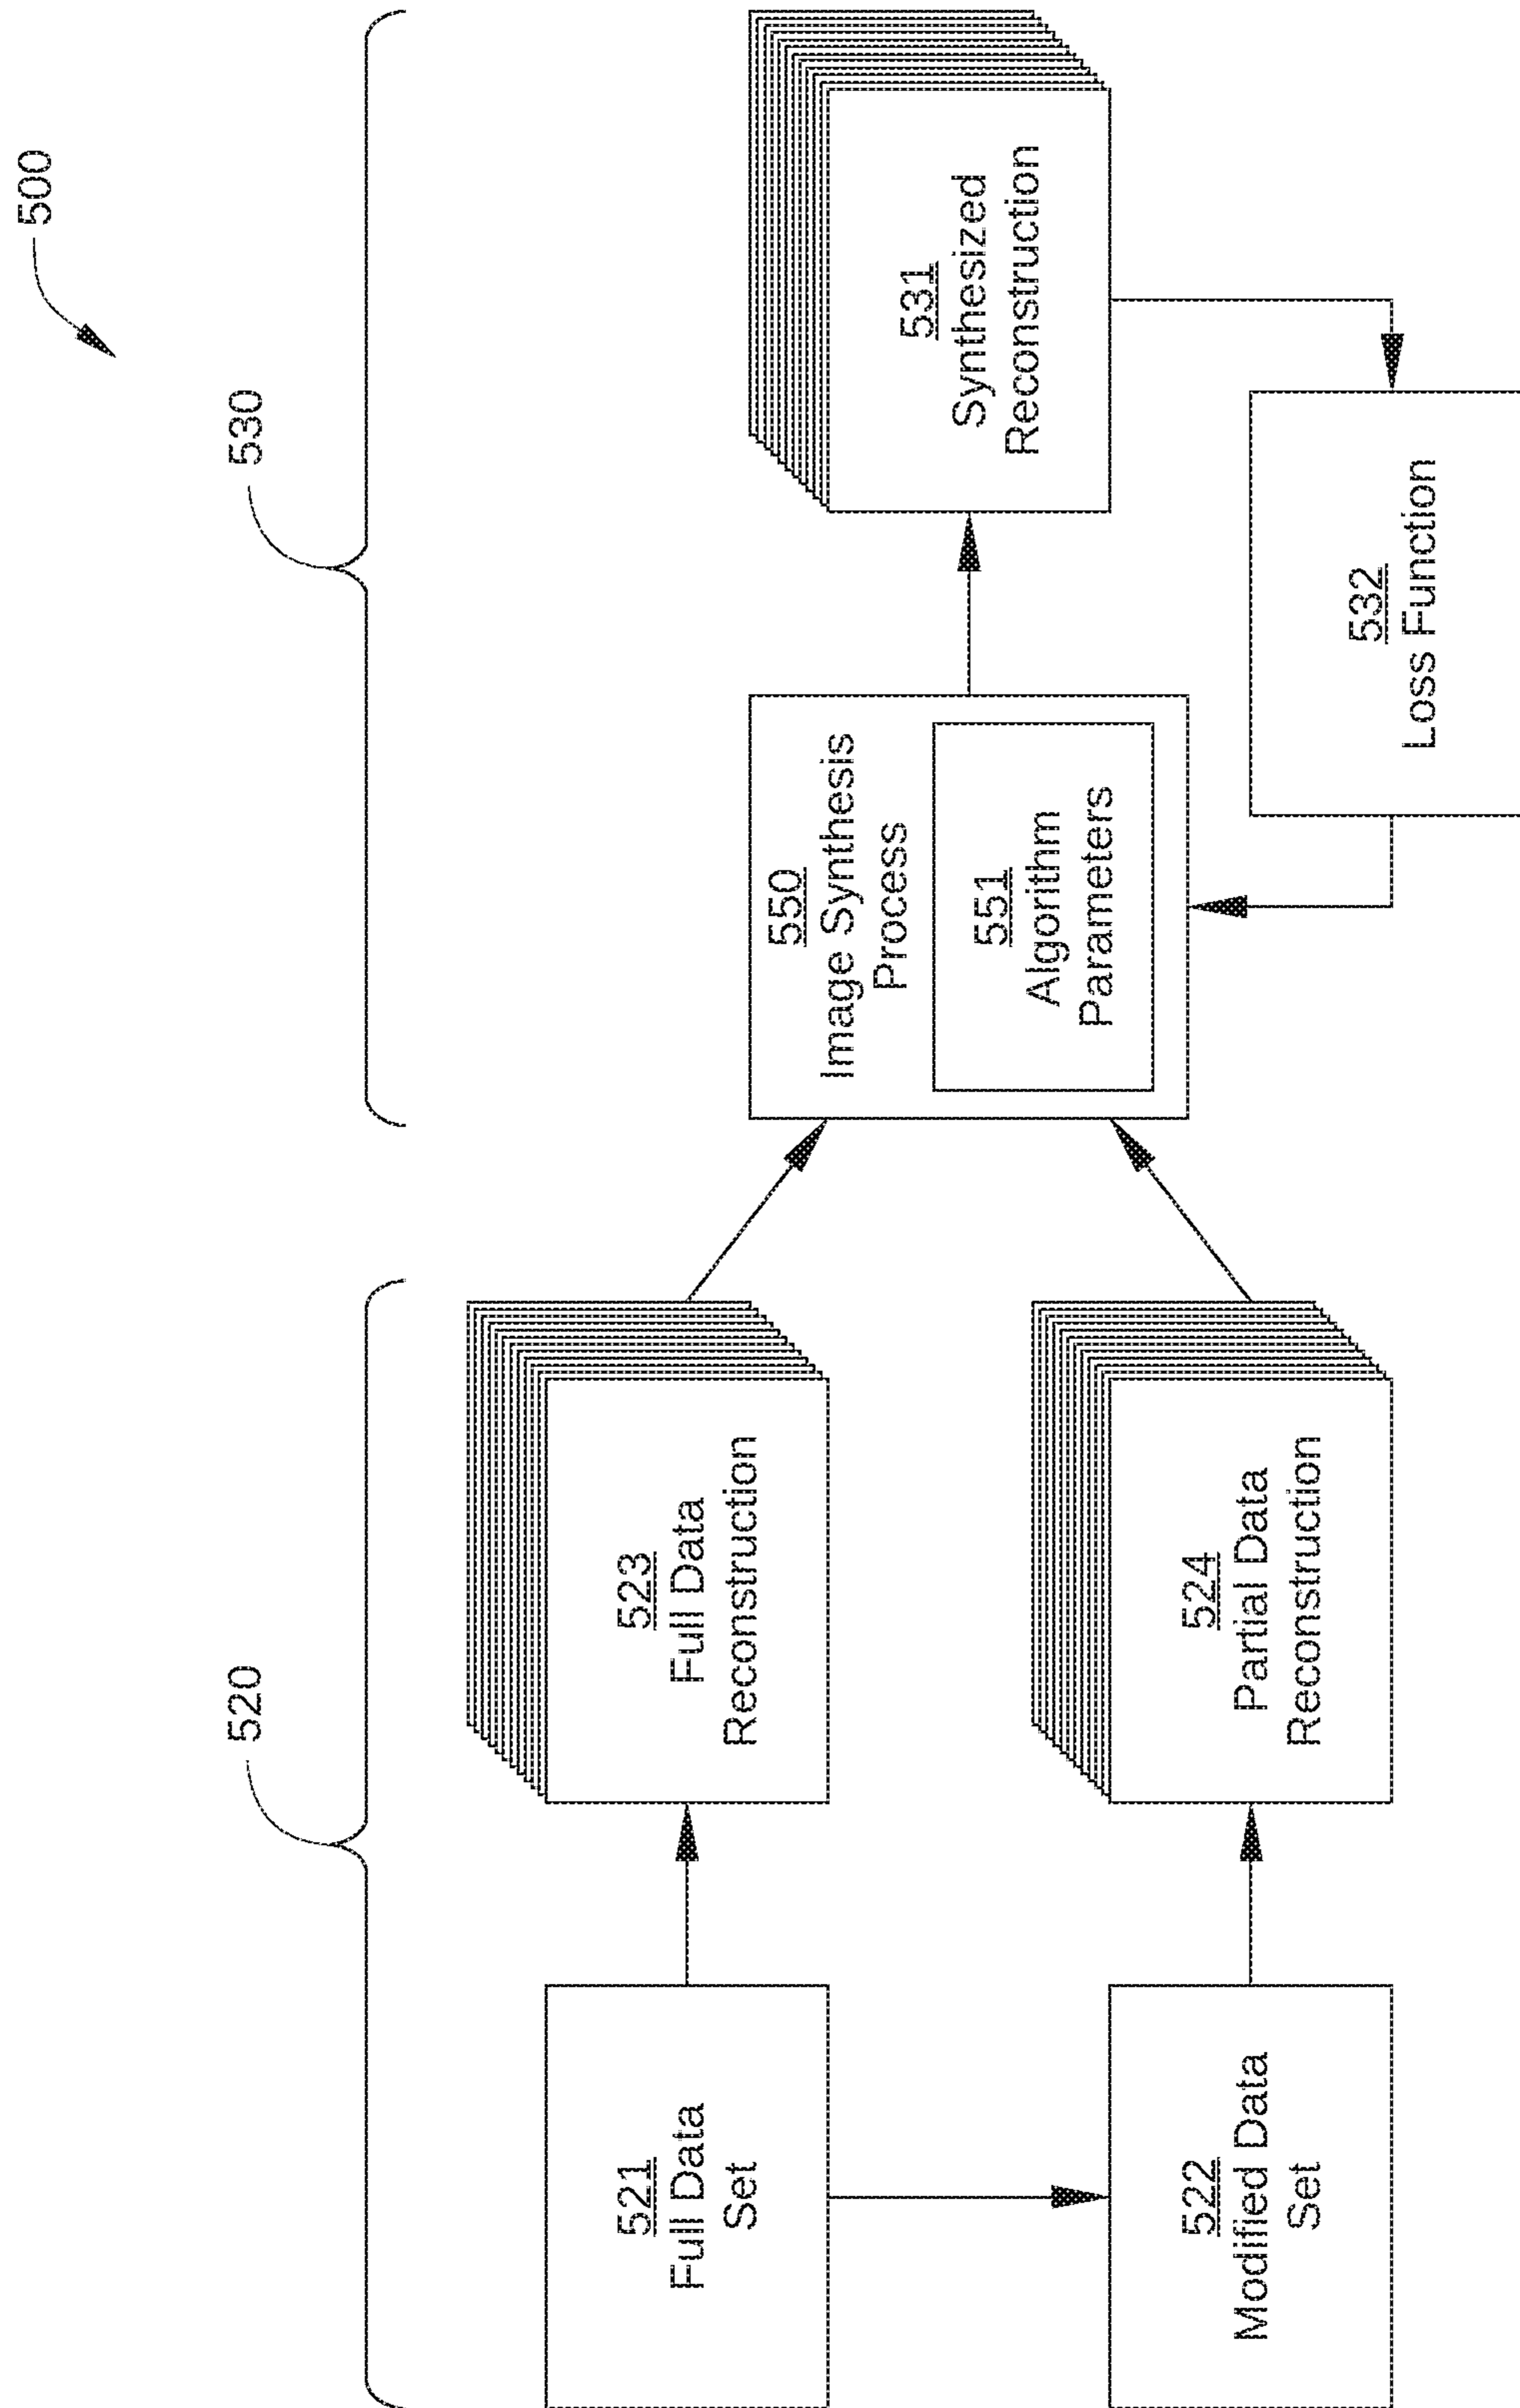 500
520
530
521
Full Data
Set
523
Full Data
Reconstruction
522
Modified Data
Set
524
Partial Data
Reconstruction
550
Image Synthesis
Process
551
Algorithm
Parameters
531
Synthesized
Reconstruction
532
Loss Function